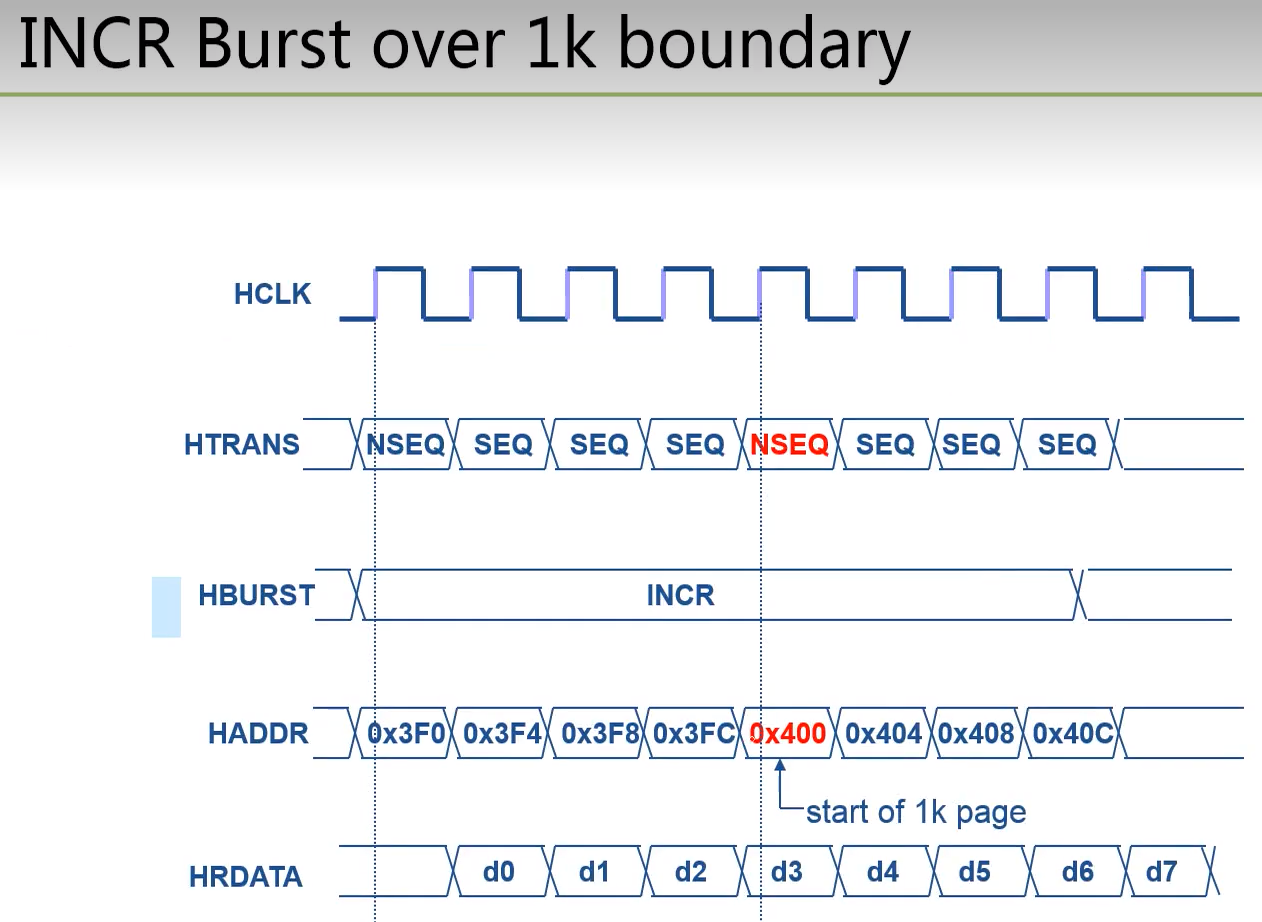 INCR Burst over 1k boundary
HCLK
HTRANS NSEQ SEQ SEQ SEQ NSEQ SEQ SEQ SEQ
HBURST INCR
HADDR 0x3F0 0x3F4 0x3F8 0x3FC 0x400 0x404 0x408 0x40C
start of 1k page
HRDATA d0 d1 d2 d3 d4 d5 d6 d7